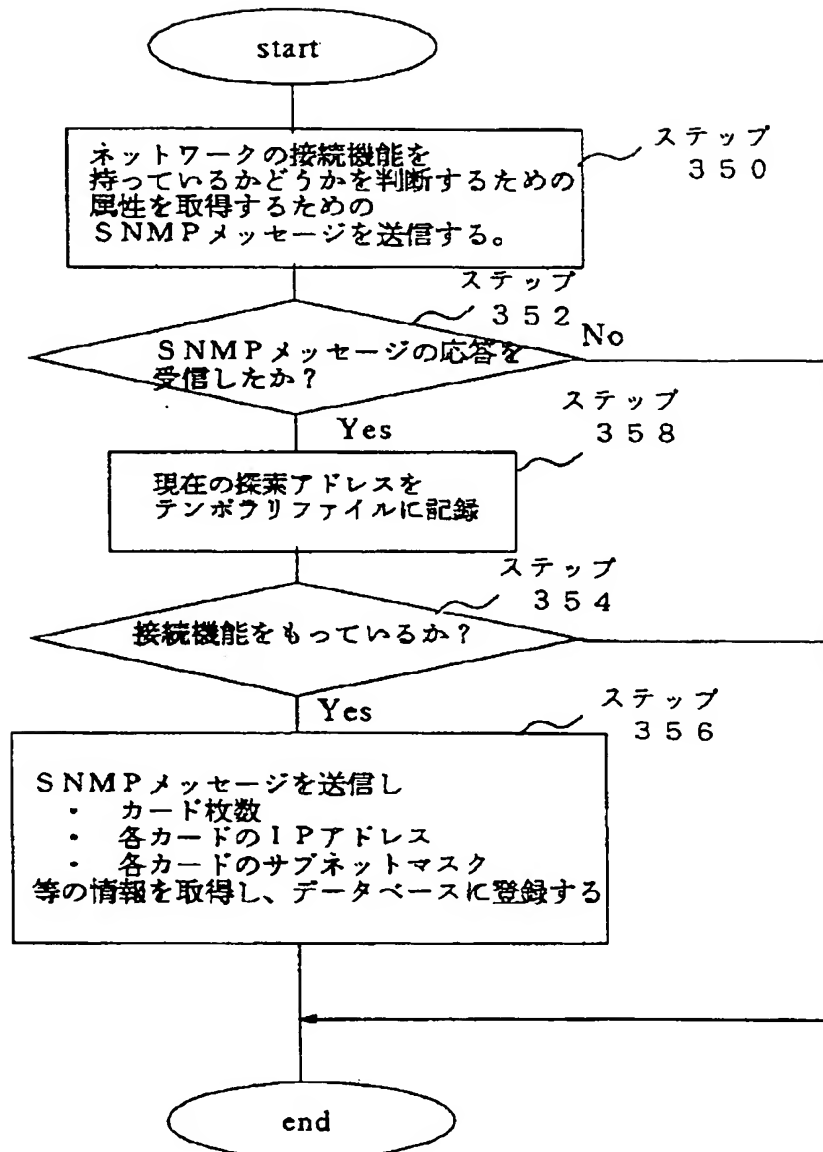 start
ステップ
350
ネットワークの接続機能を
持っているかどうかを判断するための
属性を取得するための
SNMPメッセージを送信する。
ステップ
352
No
SNMPメッセージの応答を
受信したか?
Yes
ステップ
358
現在の探索アドレスを
テンポラリファイルに記録
ステップ
354
接続機能をもっているか?
Yes
ステップ
356
SNMPメッセージを送信し
・ カード枚数
・ 各カードのIPアドレス
・ 各カードのサブネットマスク
等の情報を取得し、データベースに登録する
end